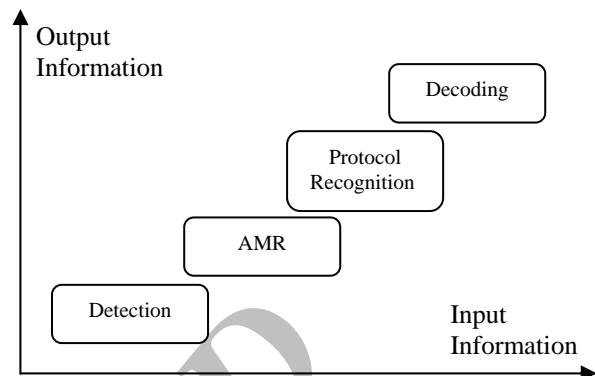 Output
Information
Decoding
Protocol
Recognition
AMR
Detection
Input
Information